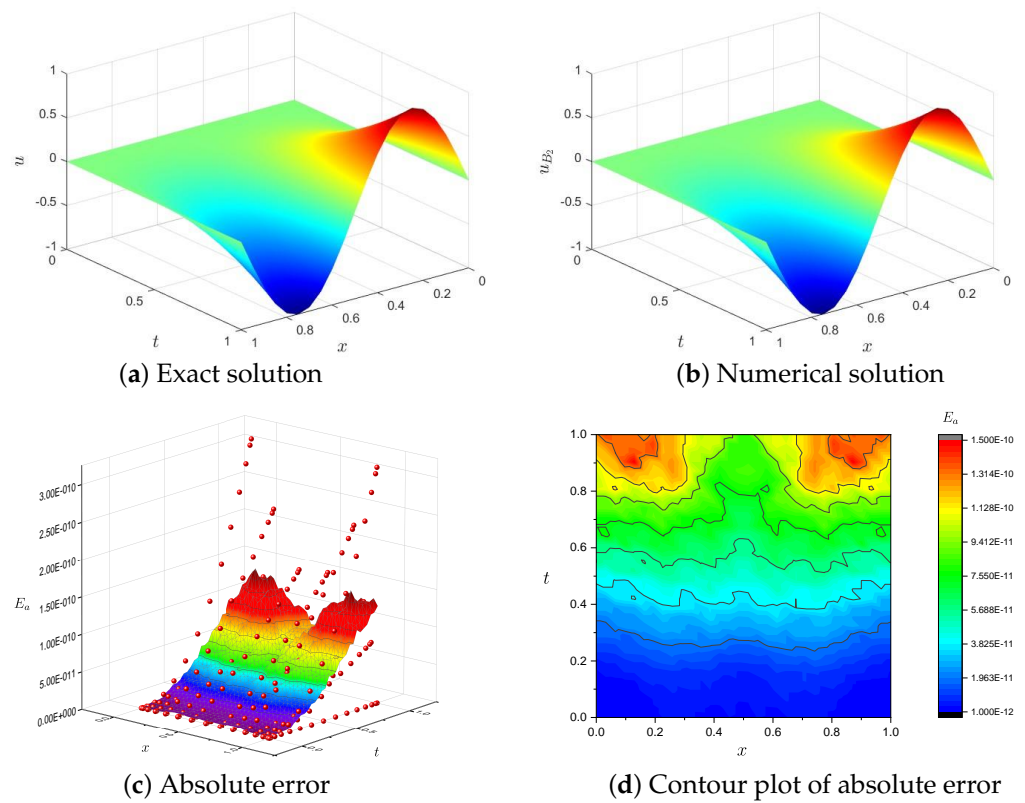 1
0.5
0
-0.5
-1
u
0
0.5
1
t
1
0.8
0.6
0.4
0.2
0
x
(a) Exact solution
1
0.5
0
-0.5
-1
u_{B_2}
0
0.5
1
t
1
0.8
0.6
0.4
0.2
0
x
(b) Numerical solution
3.00E-010
2.50E-010
2.00E-010
1.50E-010
1.00E-010
5.00E-011
0.00E+000
E_a
x
t
(c) Absolute error
1.0
0.8
0.6
0.4
0.2
0.0
t
0.0 0.2 0.4 0.6 0.8 1.0
x
E_a
1.500E-10
1.314E-10
1.128E-10
9.412E-11
7.550E-11
5.688E-11
3.825E-11
1.963E-11
1.000E-12
(d) Contour plot of absolute error